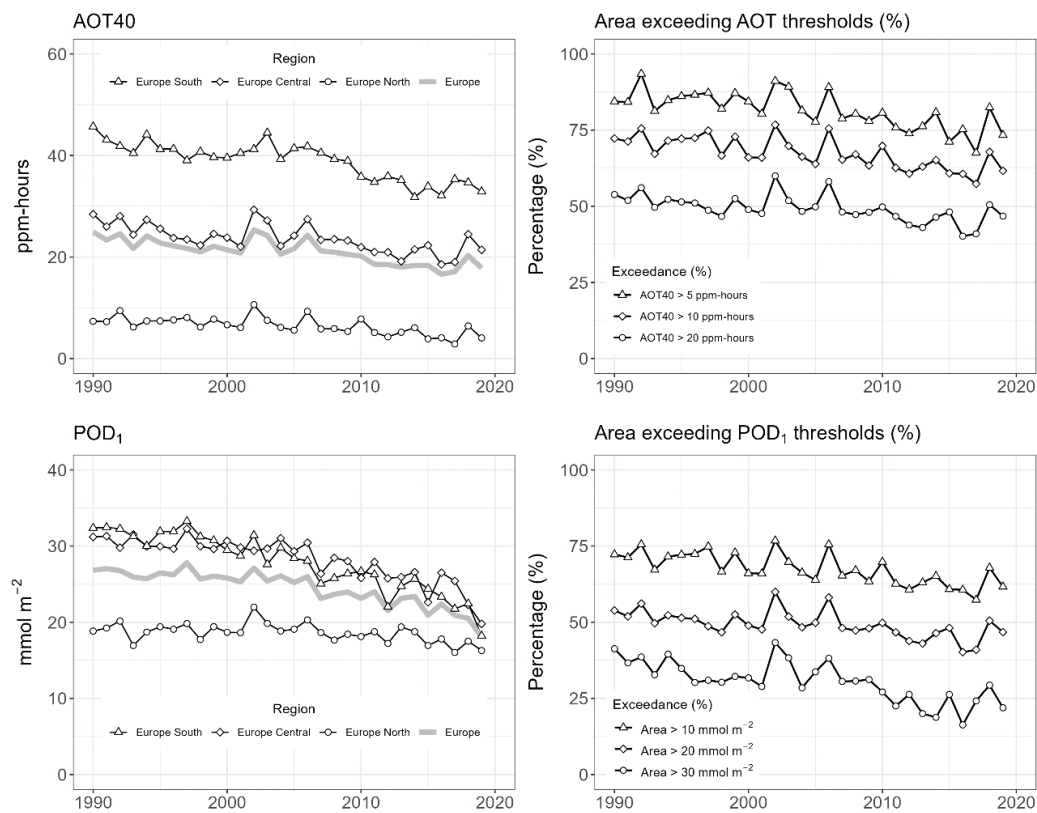 AOT40
60
40
20
0
ppm-hours
Region
Europe South Europe Central Europe North Europe
1990 2000 2010 2020
Area exceeding AOT thresholds (%)
100
75
50
25
0
Percentage (%)
Exceedance (%)
AOT40 > 5 ppm-hours
AOT40 > 10 ppm-hours
AOT40 > 20 ppm-hours
1990 2000 2010 2020
POD₁
40
30
20
10
0
mmol m⁻²
Region
Europe South Europe Central Europe North Europe
1990 2000 2010 2020
Area exceeding POD₁ thresholds (%)
100
75
50
25
0
Percentage (%)
Exceedance (%)
Area > 10 mmol m⁻²
Area > 20 mmol m⁻²
Area > 30 mmol m⁻²
1990 2000 2010 2020